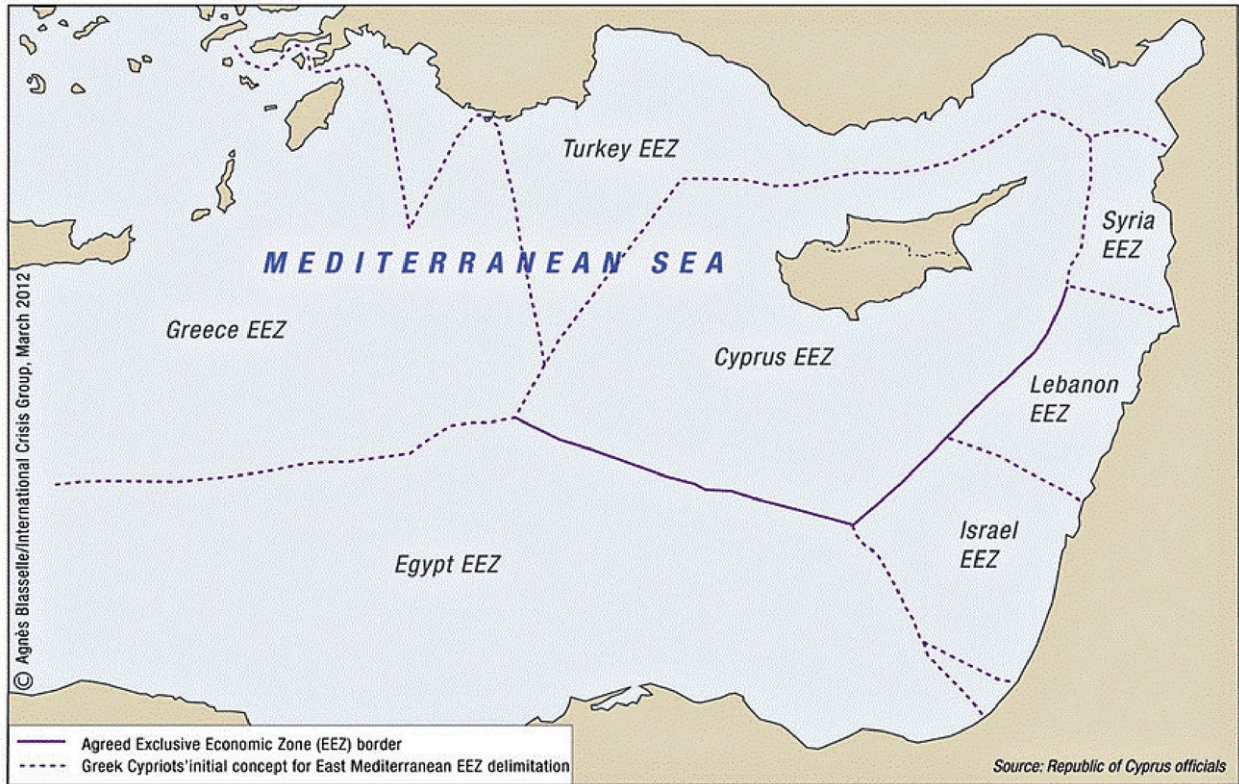 Turkey EEZ
Syria
EEZ
MEDITERRANEAN SEA
Greece EEZ
Cyprus EEZ
Lebanon
EEZ
Israel
EEZ
Egypt EEZ
© Agnès Blasselle/International Crisis Group, March 2012
Agreed Exclusive Economic Zone (EEZ) border
Greek Cypriots'initial concept for East Mediterranean EEZ delimitation
Source: Republic of Cyprus officials